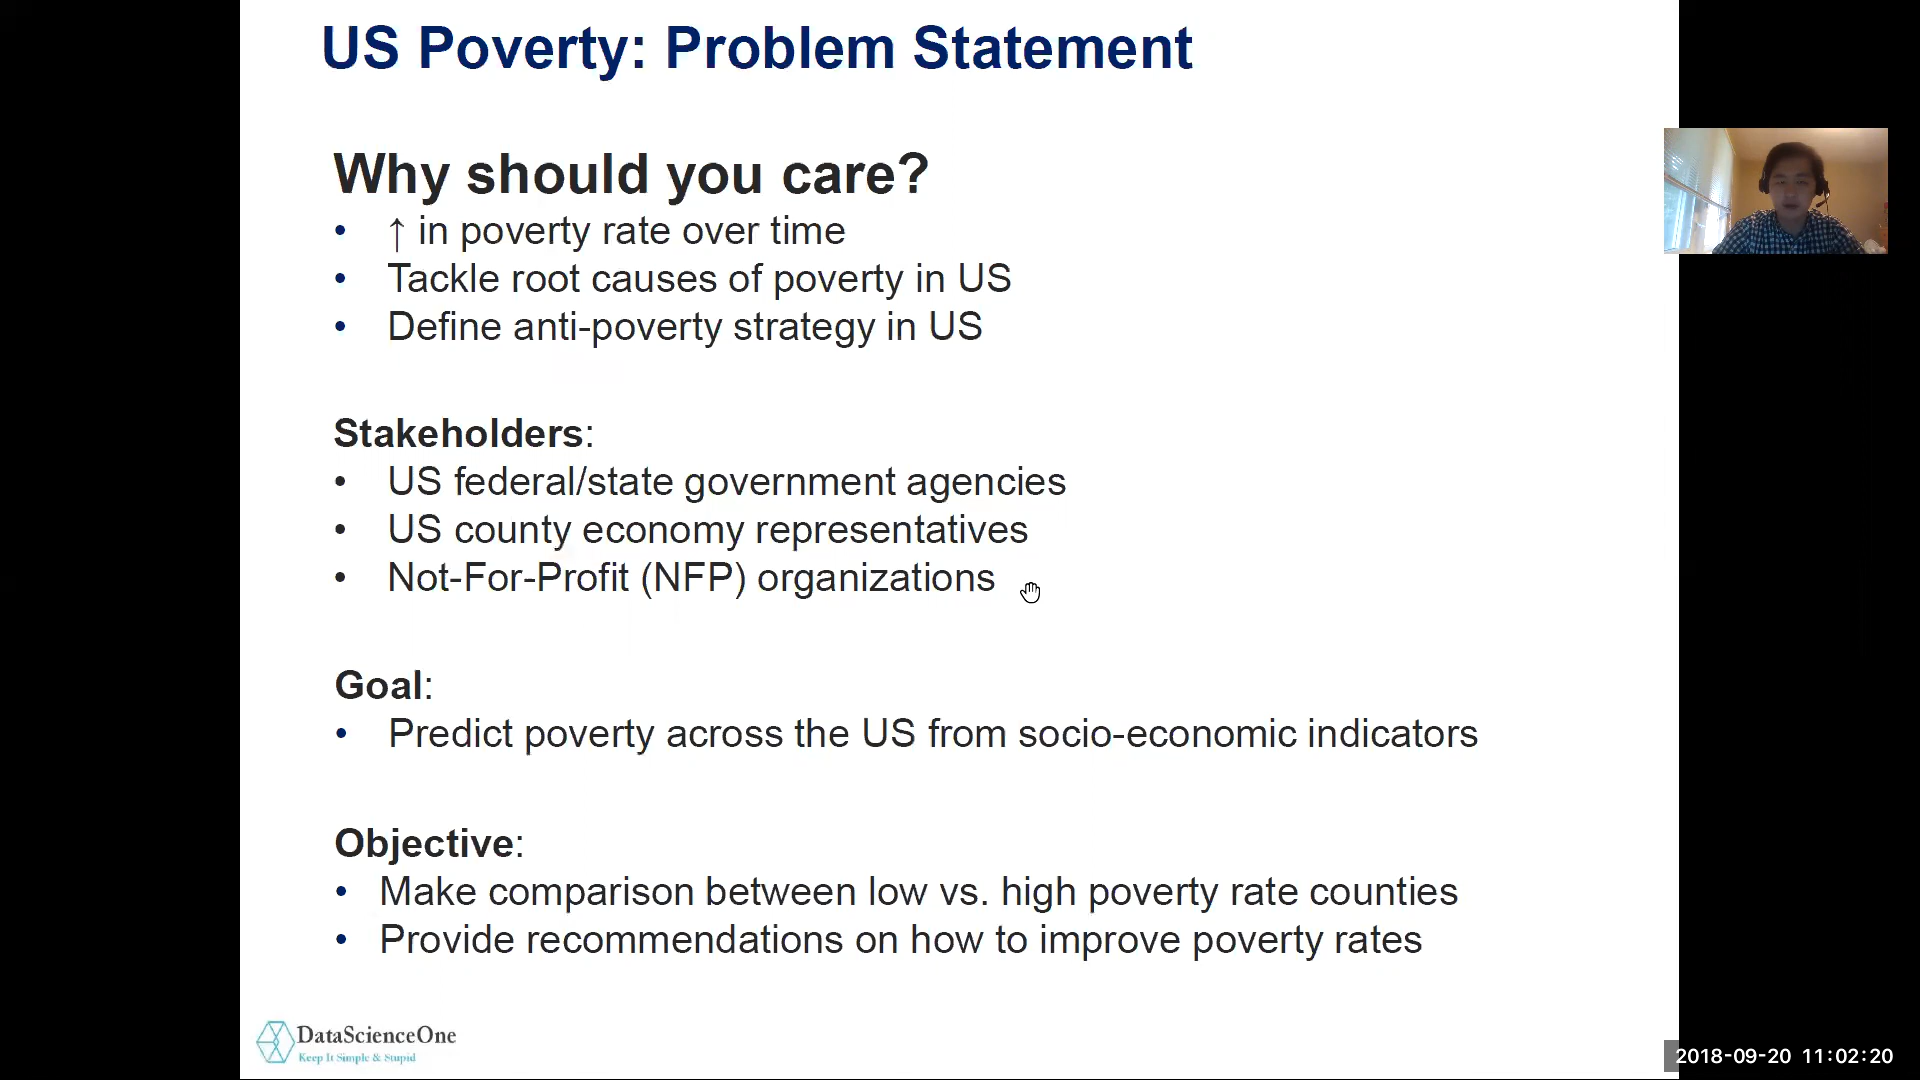 US Poverty: Problem Statement
Why should you care?
• ↑ in poverty rate over time
• Tackle root causes of poverty in US
• Define anti-poverty strategy in US
Stakeholders:
• US federal/state government agencies
• US county economy representatives
• Not-For-Profit (NFP) organizations
Goal:
• Predict poverty across the US from socio-economic indicators
Objective:
• Make comparison between low vs. high poverty rate counties
• Provide recommendations on how to improve poverty rates
DataScienceOne
Keep It Simple & Stupid
2018-09-20 11:02:20